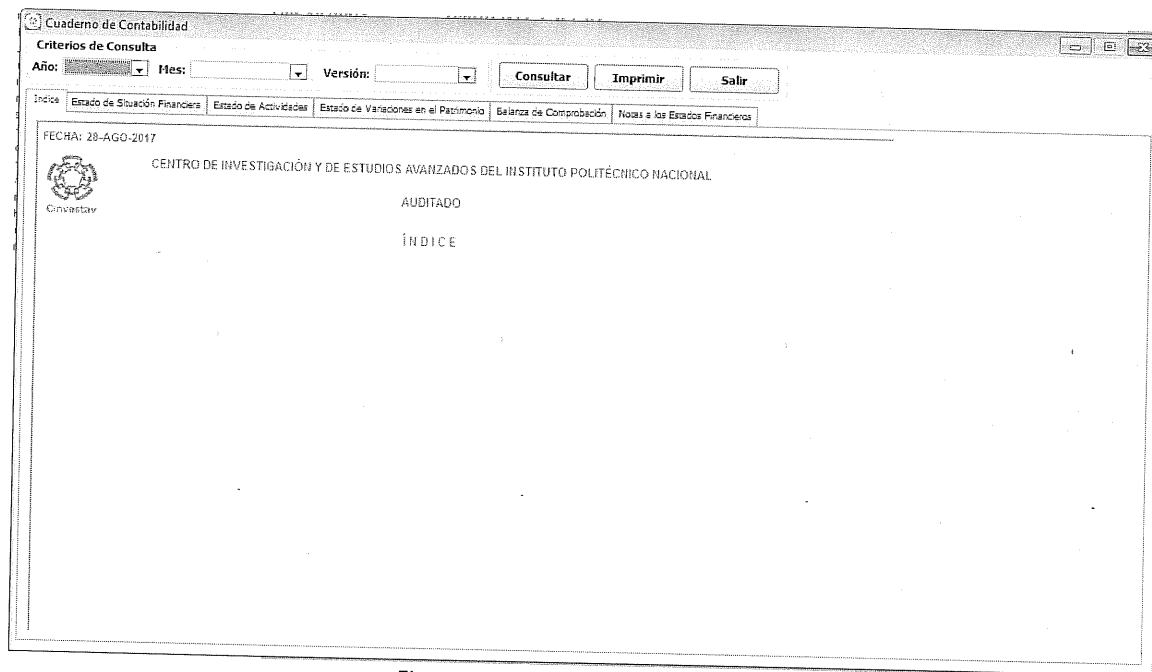 Cuaderno de Contabilidad
Criterios de Consulta
Año: Mes: Versión: Consultar Imprimir Salir
Indice Estado de Situación Financiera Estado de Actividades Estado de Variaciones en el Patrimonio Balanza de Comprobación Notas a los Estados Financieros
FECHA: 28-AGO-2017
CENTRO DE INVESTIGACIÓN Y DE ESTUDIOS AVANZADOS DEL INSTITUTO POLITÉCNICO NACIONAL
Cinvestav
AUDITADO
ÍNDICE